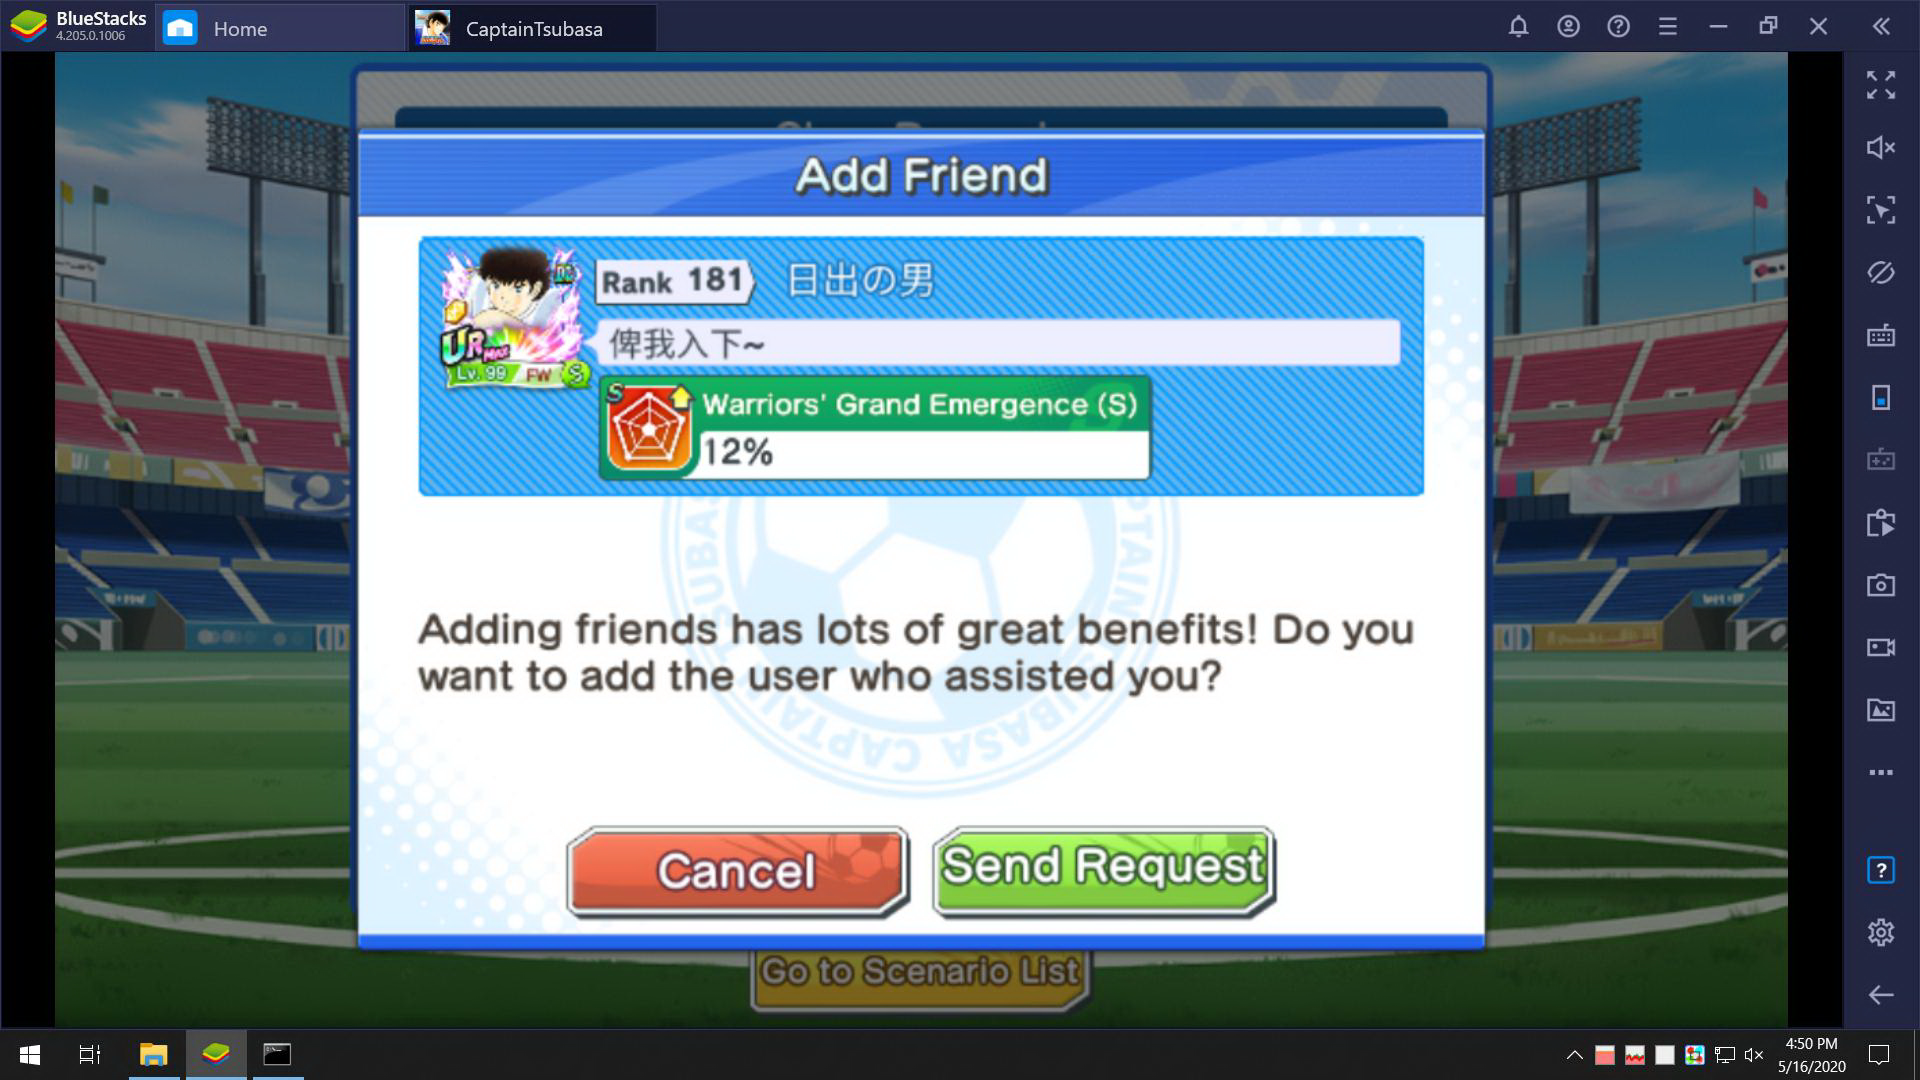 BlueStacks
4.205.0.1006
Home
CaptainTsubasa
Add Friend
Rank 181
日出の男
俾我入下~
UR MAX
Lv. 99 FW S
S
Warriors' Grand Emergence (S)
12%
Adding friends has lots of great benefits! Do you
want to add the user who assisted you?
CAPTAIN TSUBASA
Cancel
Send Request
Go to Scenario List
4:50 PM
5/16/2020